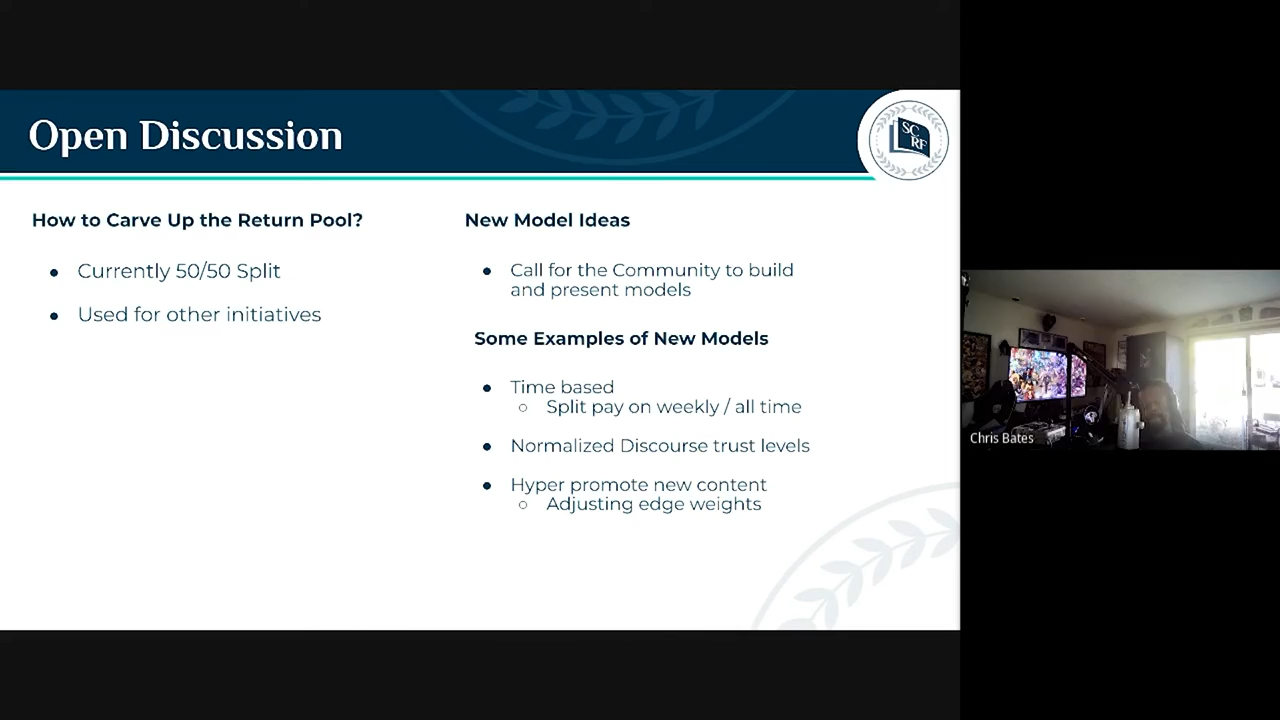 Open Discussion
SC
RF
How to Carve Up the Return Pool?
Currently 50/50 Split
Used for other initiatives
New Model Ideas
Call for the Community to build
and present models
Some Examples of New Models
Time based
Split pay on weekly / all time
Normalized Discourse trust levels
Hyper promote new content
Adjusting edge weights
Chris Bates